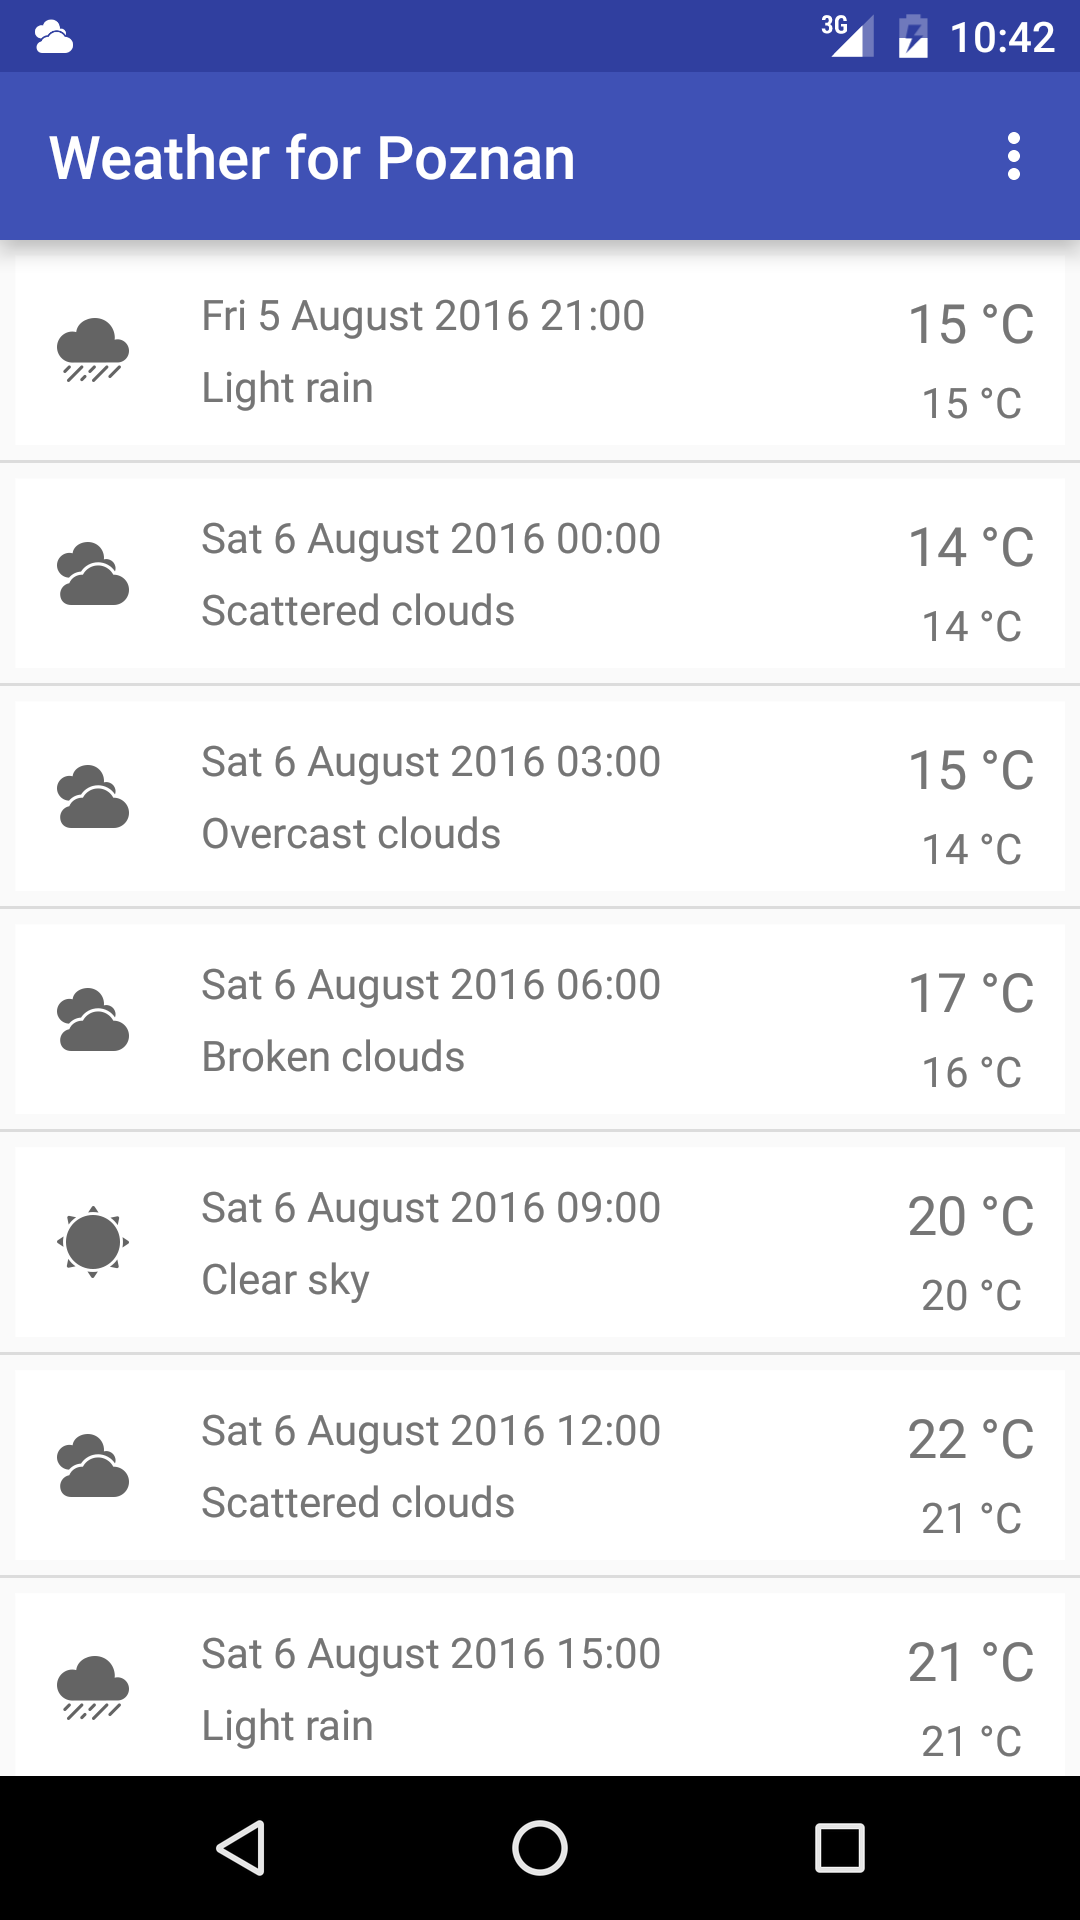 3G 10:42
Weather for Poznan
Fri 5 August 2016 21:00 15 °C
Light rain 15 °C
Sat 6 August 2016 00:00 14 °C
Scattered clouds 14 °C
Sat 6 August 2016 03:00 15 °C
Overcast clouds 14 °C
Sat 6 August 2016 06:00 17 °C
Broken clouds 16 °C
Sat 6 August 2016 09:00 20 °C
Clear sky 20 °C
Sat 6 August 2016 12:00 22 °C
Scattered clouds 21 °C
Sat 6 August 2016 15:00 21 °C
Light rain 21 °C